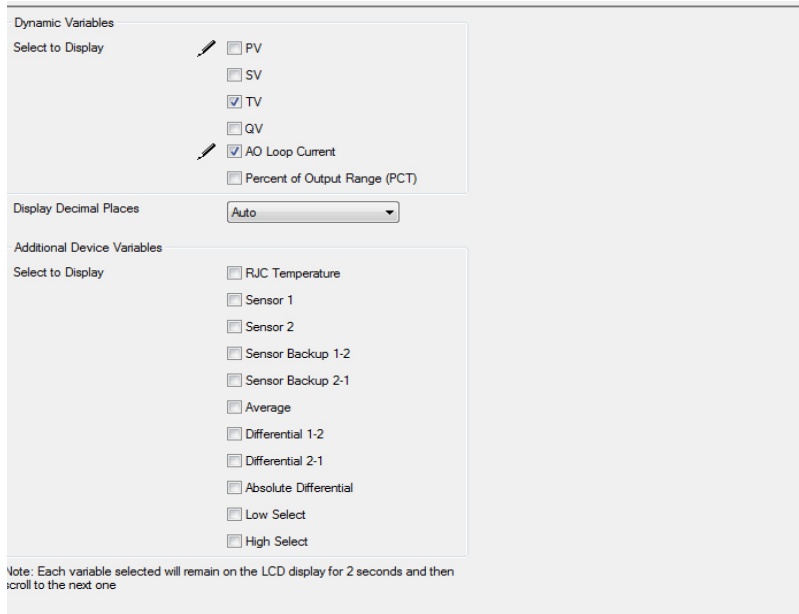 Dynamic Variables
Select to Display
PV
SV
TV
QV
AO Loop Current
Percent of Output Range (PCT)
Display Decimal Places
Auto
Additional Device Variables
Select to Display
RJC Temperature
Sensor 1
Sensor 2
Sensor Backup 1-2
Sensor Backup 2-1
Average
Differential 1-2
Differential 2-1
Absolute Differential
Low Select
High Select
Note: Each variable selected will remain on the LCD display for 2 seconds and then
scroll to the next one